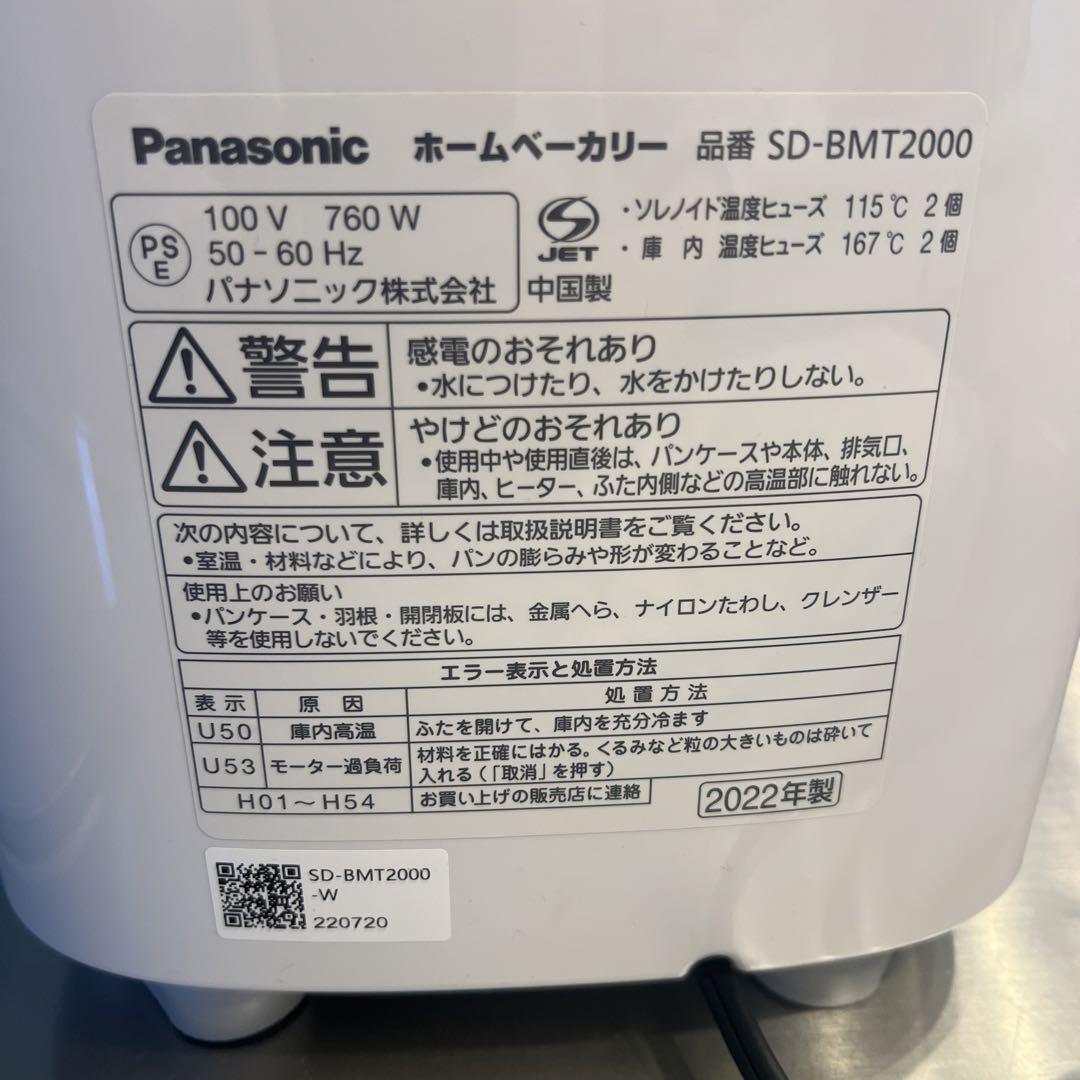 Panasonic ホームベーカリー 品番 SD-BMT2000
PS
E
100 V 760 W
50 - 60 Hz
パナソニック株式会社
JET
・ソレノイド温度ヒューズ 115℃ 2個
・庫 内 温度ヒューズ 167℃ 2個
中国製
警告
感電のおそれあり
•水につけたり、水をかけたりしない。
注意
やけどのおそれあり
•使用中や使用直後は、パンケースや本体、排気口、
庫内、ヒーター、ふた内側などの高温部に触れない。
次の内容について、詳しくは取扱説明書をご覧ください。
•室温・材料などにより、パンの膨らみや形が変わることなど。
使用上のお願い
•パンケース・羽根・開閉板には、金属へら、ナイロンたわし、クレンザー
等を使用しないでください。
エラー表示と処置方法
表示 原因 処置方法
U50 庫内高温 ふたを開けて、庫内を充分冷ます
U53 モーター過負荷 材料を正確にはかる。くるみなど粒の大きいものは砕いて
入れる(「取消」を押す)
H01～H54 お買い上げの販売店に連絡
2022年製
SD-BMT2000
-W
220720